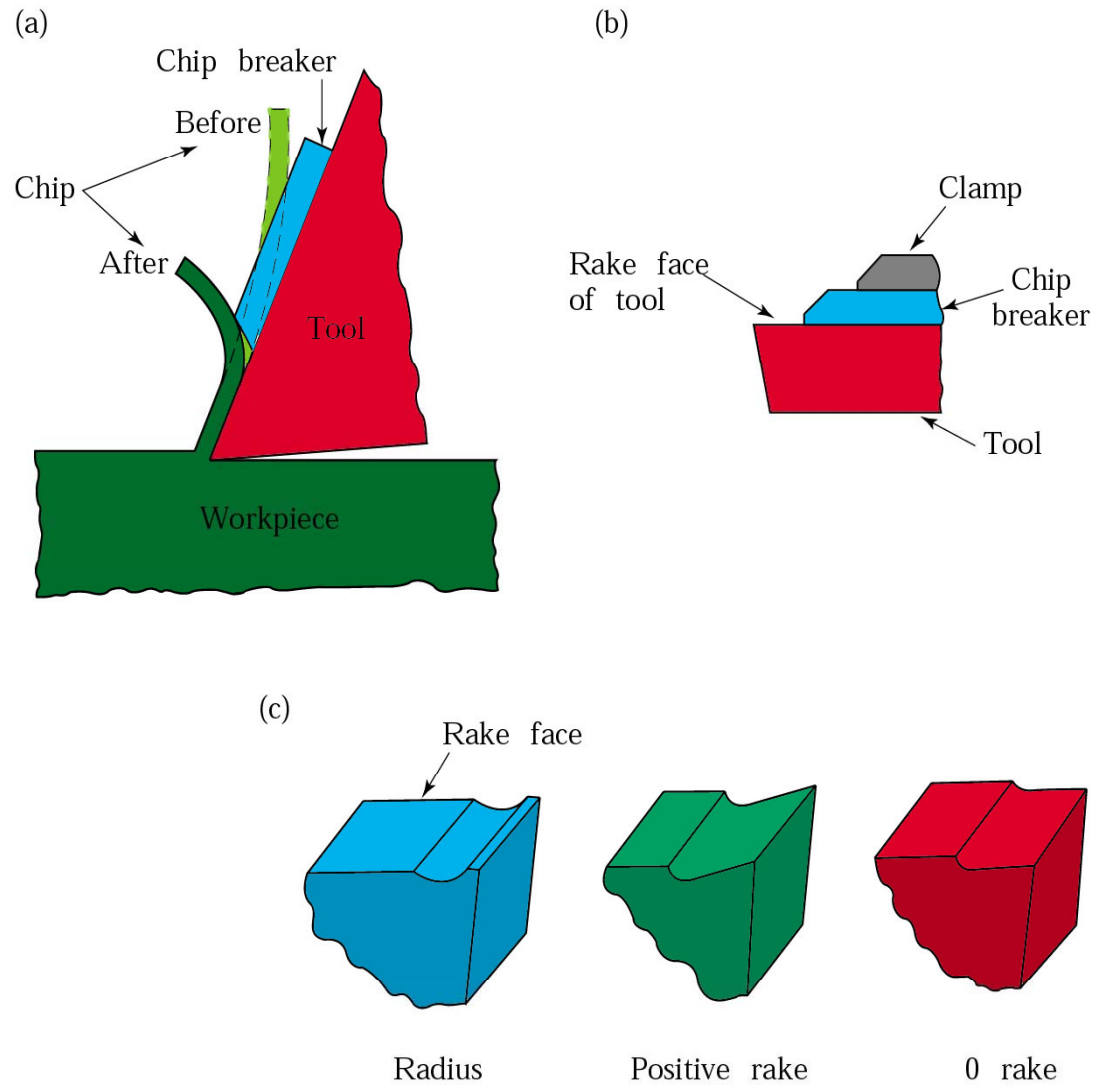 (a)
Chip breaker
Before
Chip
After
Tool
Workpiece
(b)
Clamp
Rake face
of tool
Chip
breaker
Tool
(c)
Rake face
Radius
Positive rake
0 rake